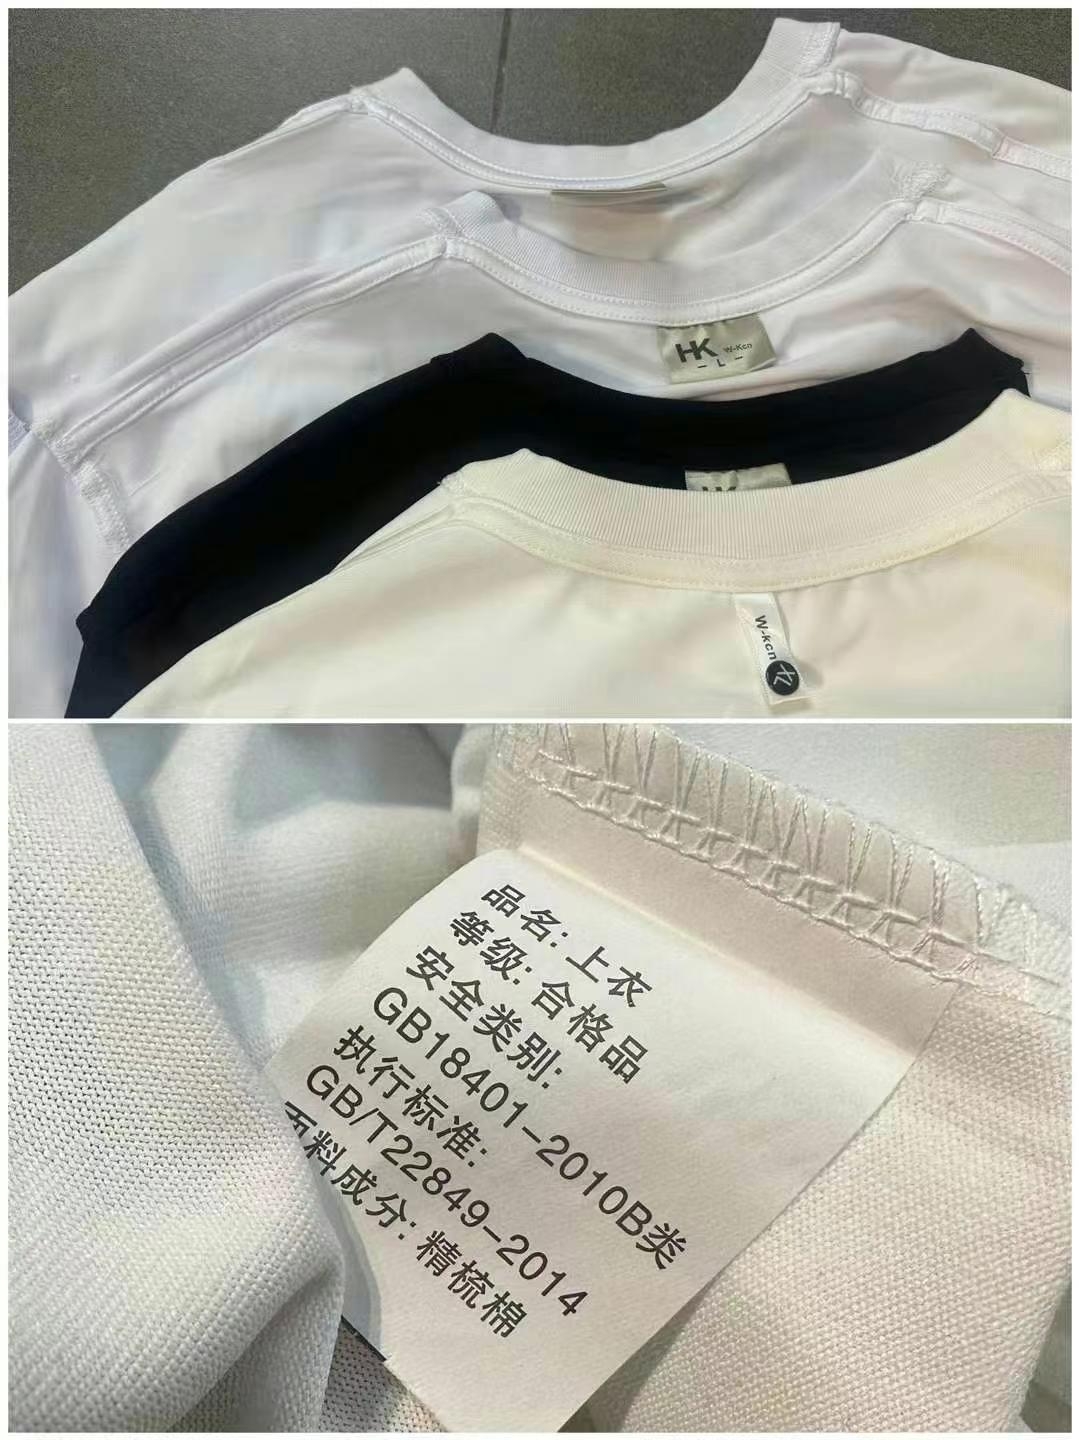 HK W-Kcn
- L -
HK
W-kcn
品名: 上衣
等级: 合格品
安全类别:
GB18401-2010B类
执行标准:
GB/T22849-2014
面料成分: 精梳棉